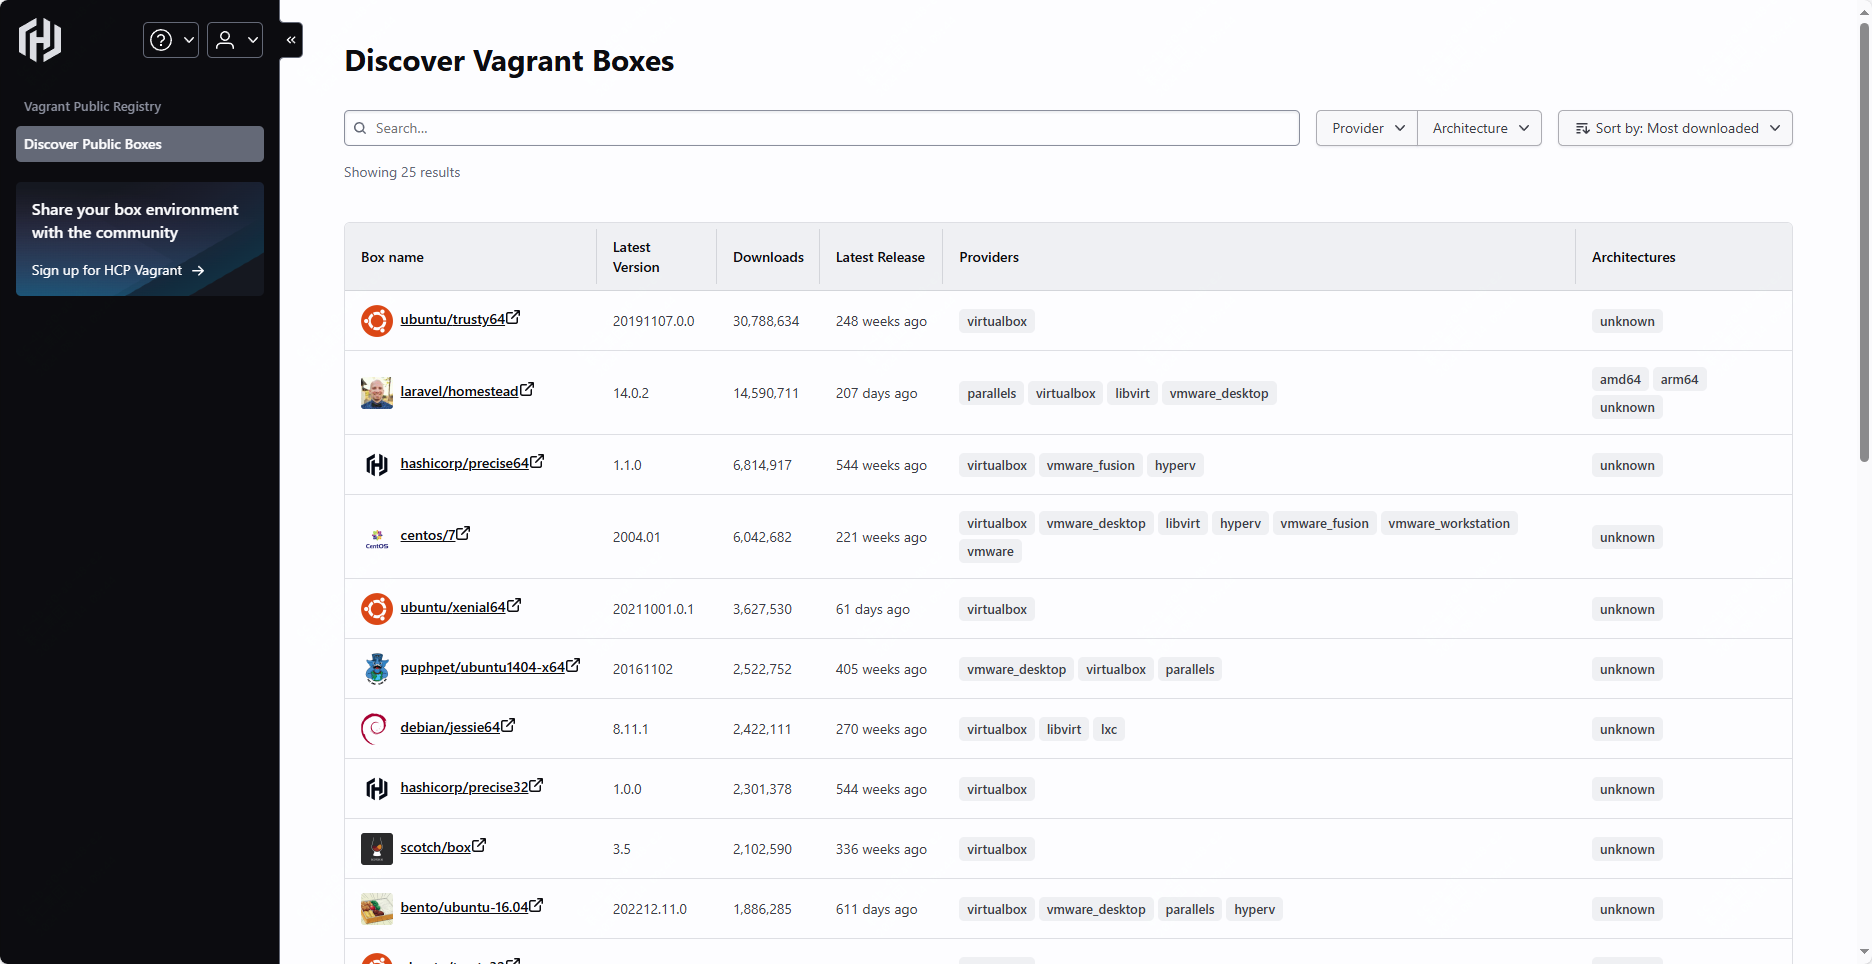 Vagrant Public Registry
Discover Public Boxes
Share your box environment
with the community
Sign up for HCP Vagrant →
Discover Vagrant Boxes
Search...
Provider
Architecture
Sort by: Most downloaded
Showing 25 results
Box name Latest Version Downloads Latest Release Providers Architectures
ubuntu/trusty64 20191107.0.0 30,788,634 248 weeks ago virtualbox unknown
laravel/homestead 14.0.2 14,590,711 207 days ago parallels virtualbox libvirt vmware_desktop amd64 arm64
unknown
hashicorp/precise64 1.1.0 6,814,917 544 weeks ago virtualbox vmware_fusion hyperv unknown
CentOS centos/7 2004.01 6,042,682 221 weeks ago virtualbox vmware_desktop libvirt hyperv vmware_fusion vmware_workstation
vmware unknown
ubuntu/xenial64 20211001.0.1 3,627,530 61 days ago virtualbox unknown
puphpet/ubuntu1404-x64 20161102 2,522,752 405 weeks ago vmware_desktop virtualbox parallels unknown
debian/jessie64 8.11.1 2,422,111 270 weeks ago virtualbox libvirt lxc unknown
hashicorp/precise32 1.0.0 2,301,378 544 weeks ago virtualbox unknown
scotch/box 3.5 2,102,590 336 weeks ago virtualbox unknown
bento/ubuntu-16.04 202212.11.0 1,886,285 611 days ago virtualbox vmware_desktop parallels hyperv unknown